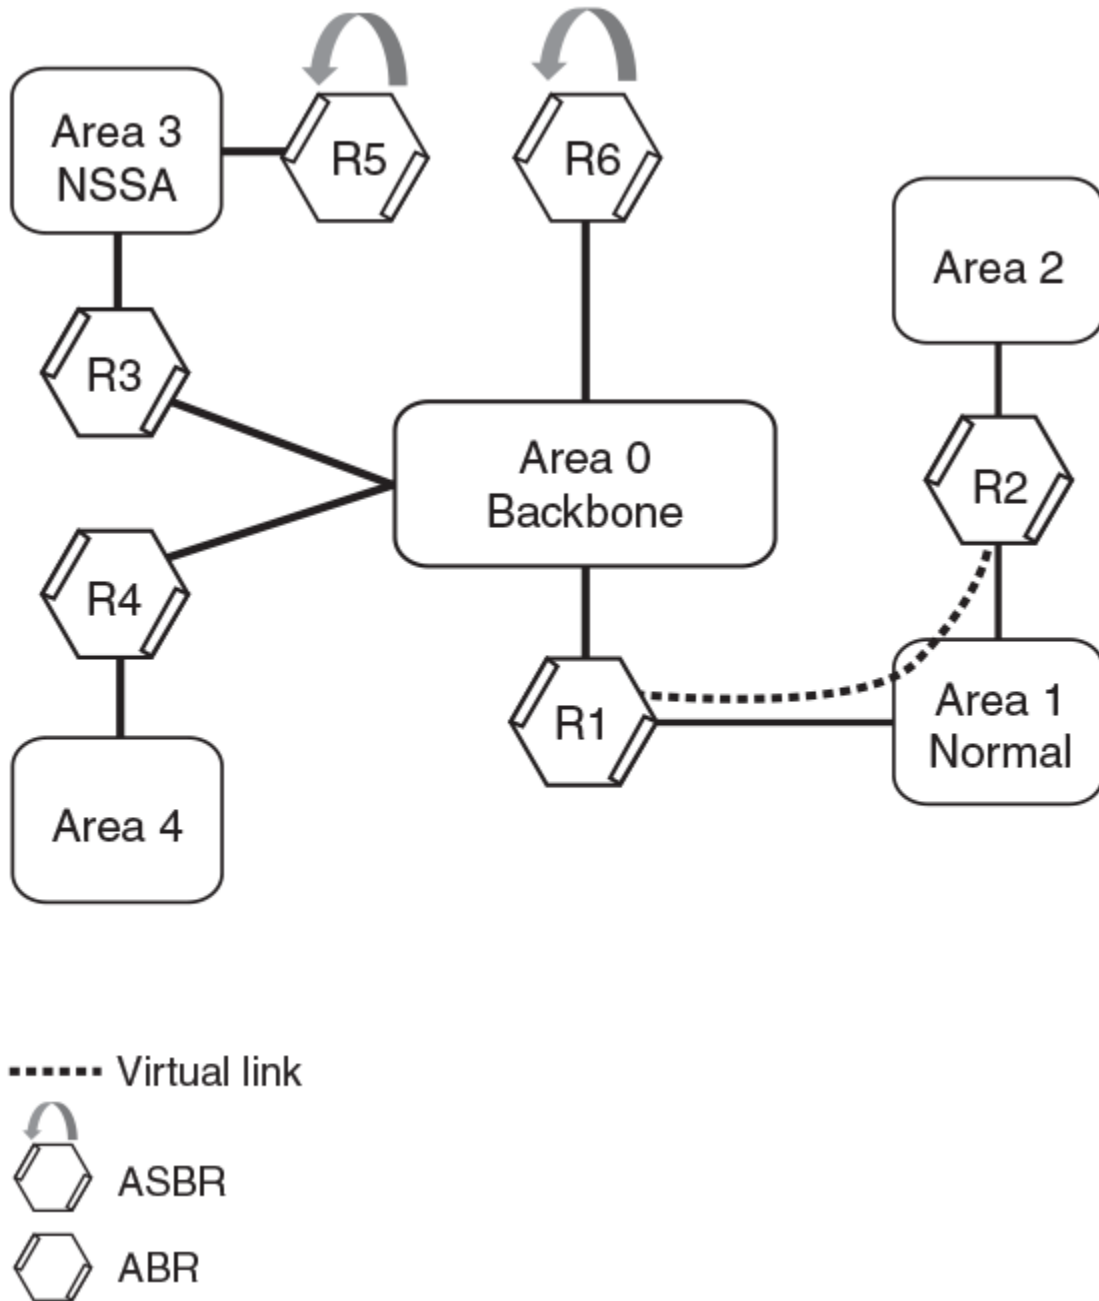 Area 3
NSSA
R5
R6
Area 2
R3
Area 0
Backbone
R2
R4
R1
Area 1
Normal
Area 4
Virtual link
ASBR
ABR